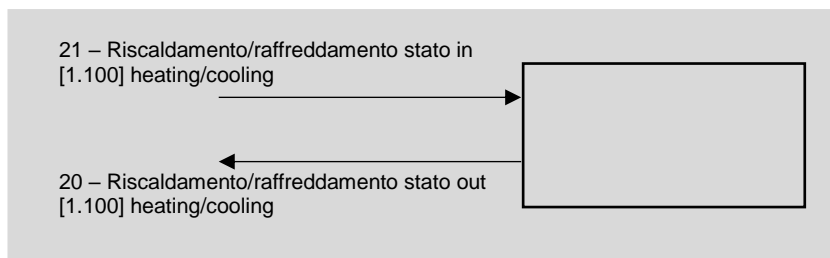 21 – Riscaldamento/raffreddamento stato in
[1.100] heating/cooling
20 – Riscaldamento/raffreddamento stato out
[1.100] heating/cooling